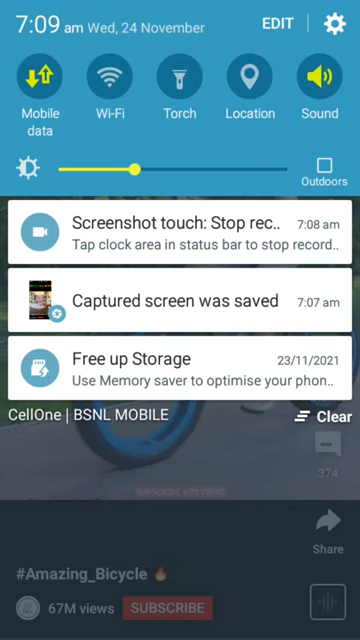 7:09 am Wed, 24 November
EDIT
Mobile data
Wi-Fi
Torch
Location
Sound
Outdoors
Screenshot touch: Stop rec..
7:08 am
Tap clock area in status bar to stop record..
Captured screen was saved
7:07 am
Free up Storage
23/11/2021
Use Memory saver to optimise your phon..
CellOne | BSNL MOBILE
Clear
374
Share
#Amazing_Bicycle 🔥
67M views
SUBSCRIBE